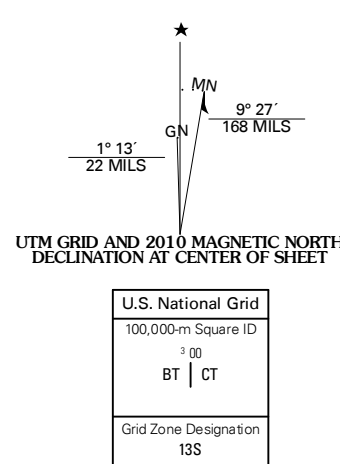 ★
MN
GN
9° 27´
168 MILS
1° 13´
22 MILS
UTM GRID AND 2010 MAGNETIC NORTH
DECLINATION AT CENTER OF SHEET
U.S. National Grid
100,000-m Square ID
3 00
BT | CT
Grid Zone Designation
13S